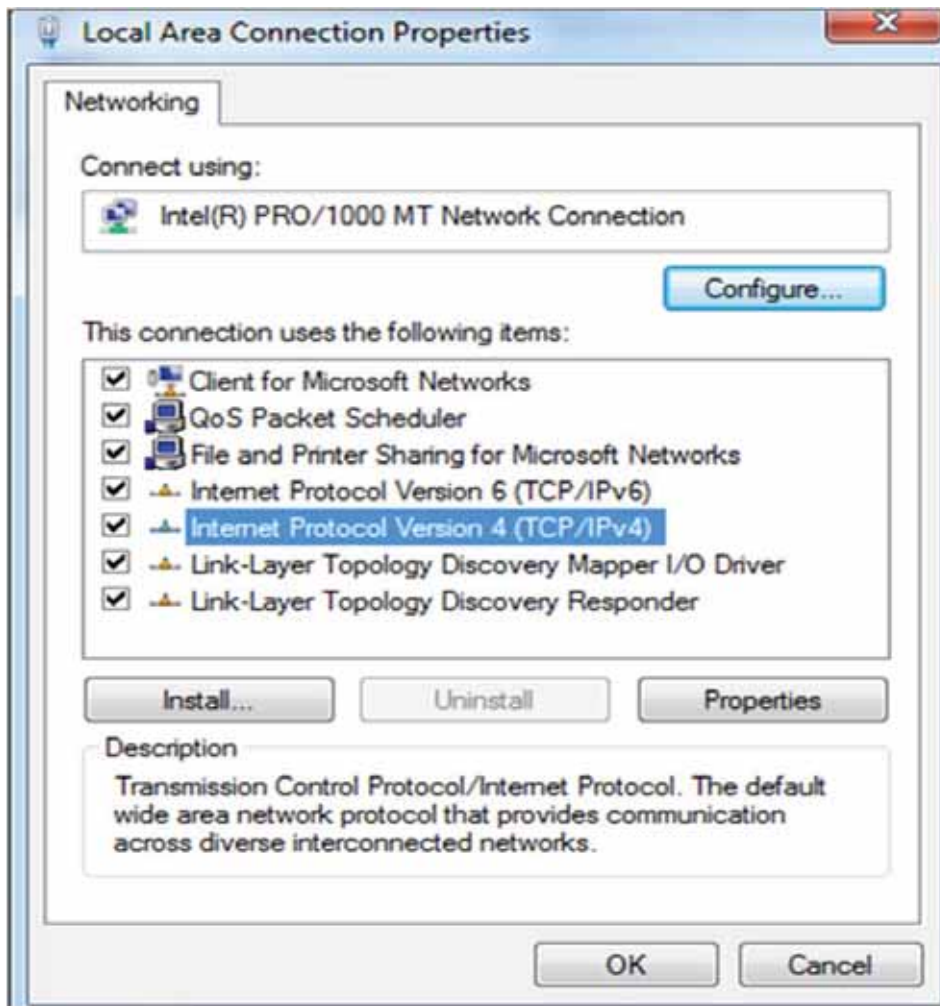 Local Area Connection Properties
Networking
Connect using:
Intel(R) PRO/1000 MT Network Connection
Configure...
This connection uses the following items:
Client for Microsoft Networks
QoS Packet Scheduler
File and Printer Sharing for Microsoft Networks
Internet Protocol Version 6 (TCP/IPv6)
Internet Protocol Version 4 (TCP/IPv4)
Link-Layer Topology Discovery Mapper I/O Driver
Link-Layer Topology Discovery Responder
Install...
Uninstall
Properties
Description
Transmission Control Protocol/Internet Protocol. The default
wide area network protocol that provides communication
across diverse interconnected networks.
OK
Cancel